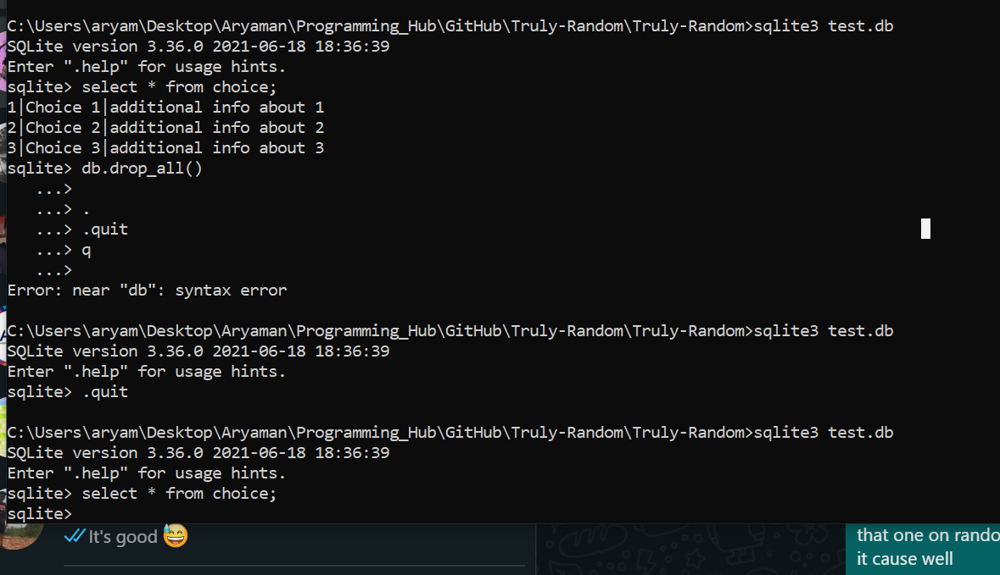 C:\Users\aryam\Desktop\Aryaman\Programming_Hub\GitHub\Truly-Random\Truly-Random>sqlite3 test.db
SQLite version 3.36.0 2021-06-18 18:36:39
Enter ".help" for usage hints.
sqlite> select * from choice;
1|Choice 1|additional info about 1
2|Choice 2|additional info about 2
3|Choice 3|additional info about 3
sqlite> db.drop_all()
   ...>
   ...> .
   ...> .quit
   ...> q
   ...>
Error: near "db": syntax error
C:\Users\aryam\Desktop\Aryaman\Programming_Hub\GitHub\Truly-Random\Truly-Random>sqlite3 test.db
SQLite version 3.36.0 2021-06-18 18:36:39
Enter ".help" for usage hints.
sqlite> .quit
C:\Users\aryam\Desktop\Aryaman\Programming_Hub\GitHub\Truly-Random\Truly-Random>sqlite3 test.db
SQLite version 3.36.0 2021-06-18 18:36:39
Enter ".help" for usage hints.
sqlite> select * from choice;
sqlite>
It's good 😅
that one on rando
it cause well